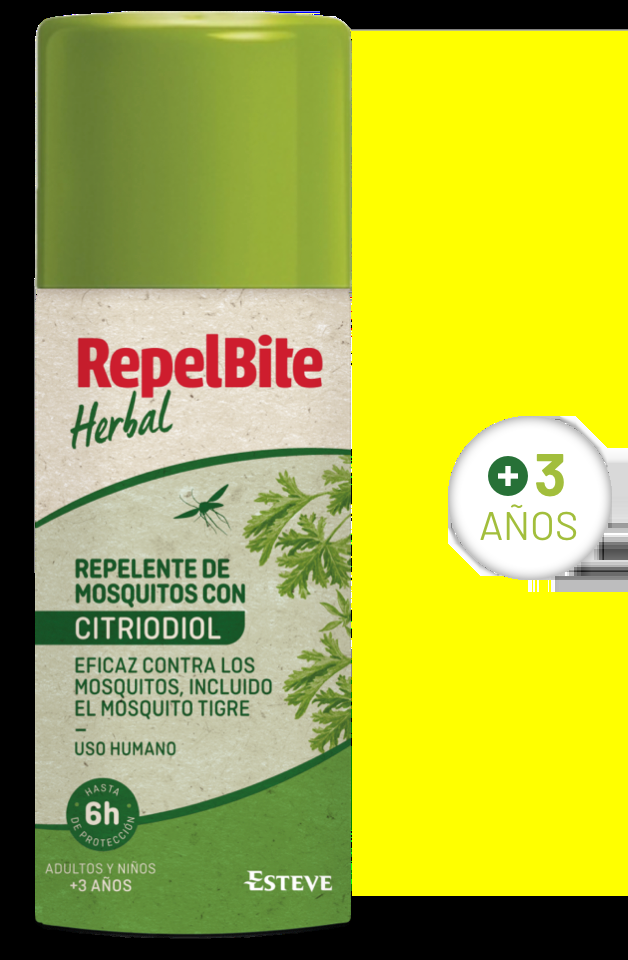 RepelBite
Herbal
REPELENTE DE
MOSQUITOS CON
CITRIODIOL
EFICAZ CONTRA LOS
MOSQUITOS, INCLUIDO
EL MOSQUITO TIGRE
–
USO HUMANO
HASTA
6h
DE PROTECCIÓN
ADULTOS Y NIÑOS
+3 AÑOS
ESTEVE
+3
AÑOS